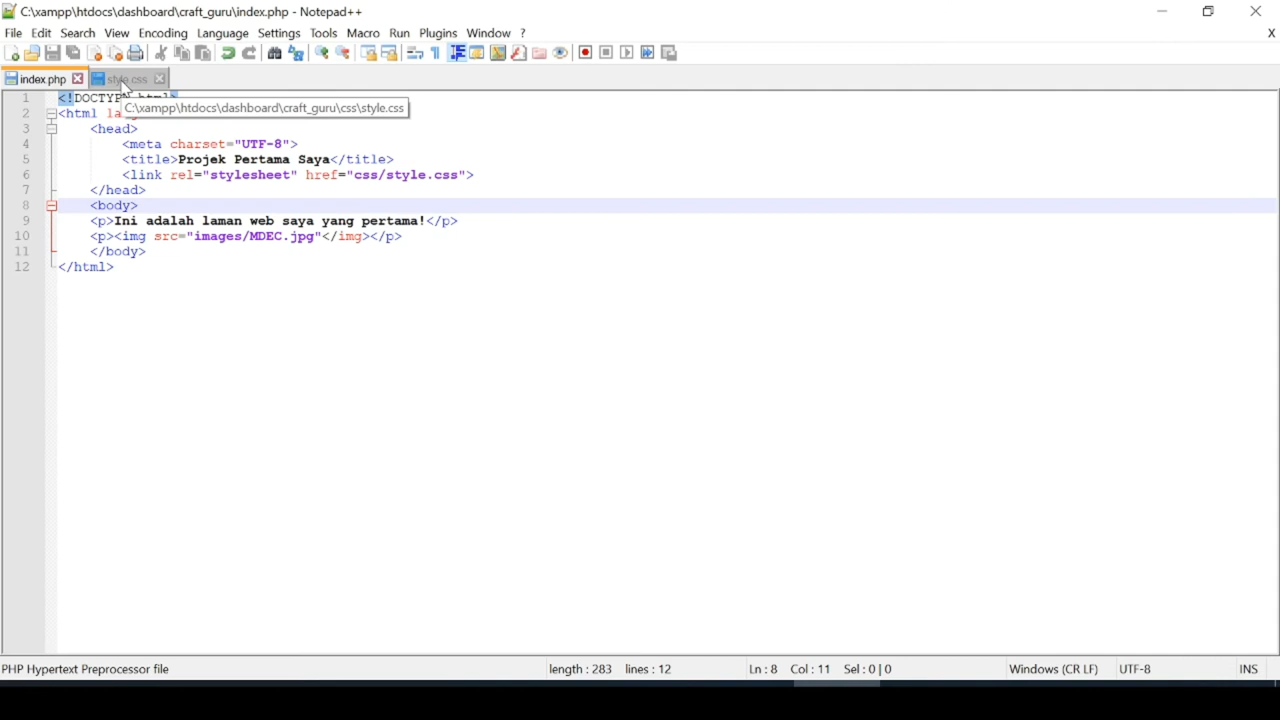 C:\xampp\htdocs\dashboard\craft_guru\index.php - Notepad++
File Edit Search View Encoding Language Settings Tools Macro Run Plugins Window ? X
index.php style.css
C:\xampp\htdocs\dashboard\craft_guru\css\style.css
1 <!DOCTYP
2 <html la
3 <head>
4 <meta charset="UTF-8">
5 <title>Projek Pertama Saya</title>
6 <link rel="stylesheet" href="css/style.css">
7 </head>
8 <body>
9 <p>Ini adalah laman web saya yang pertama!</p>
10 <p><img src="images/MDEC.jpg"</img></p>
11 </body>
12 </html>
PHP Hypertext Preprocessor file length : 283 lines : 12 Ln : 8 Col : 11 Sel : 0 | 0 Windows (CR LF) UTF-8 INS